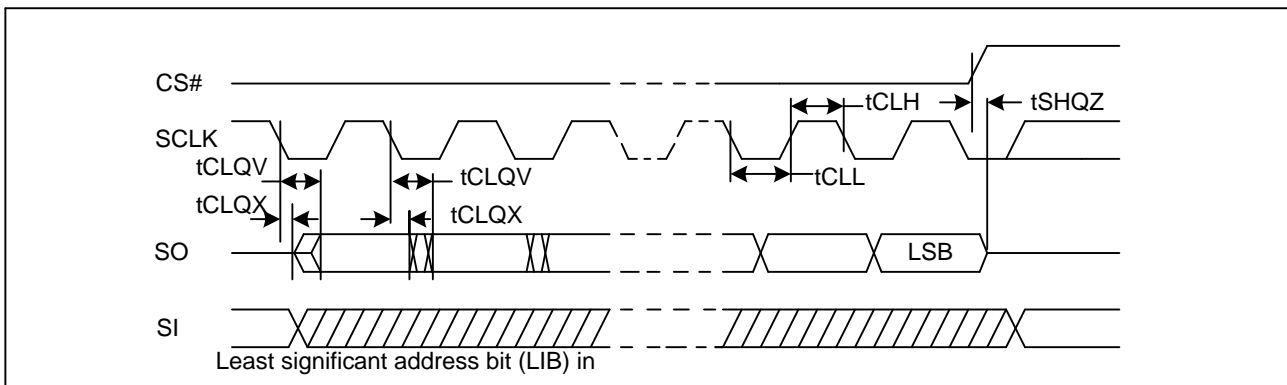 CS#
tCLH
tSHQZ
SCLK
tCLQV
tCLQV
tCLL
tCLQX
tCLQX
SO
LSB
SI
Least significant address bit (LIB) in